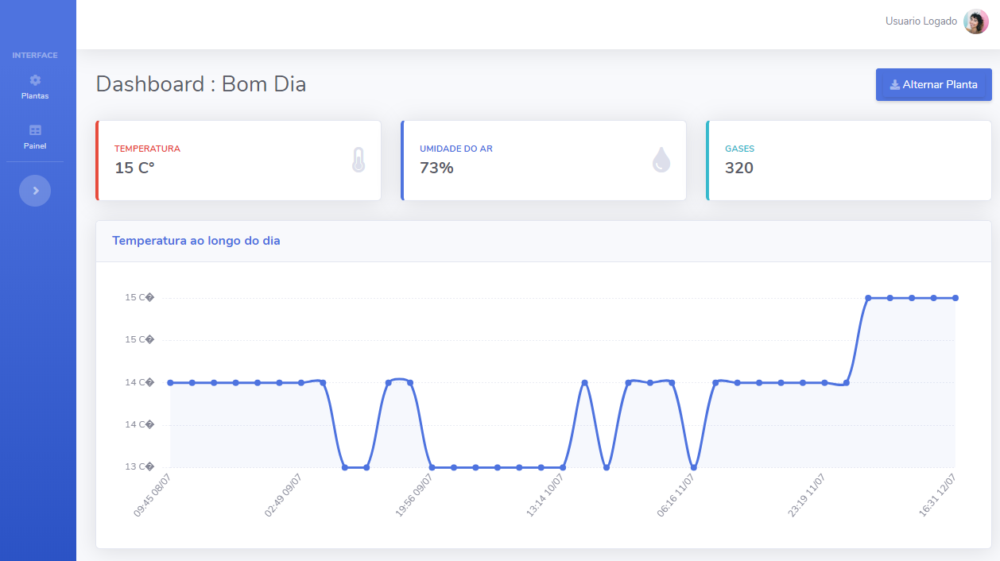 Usuario Logado
INTERFACE
Plantas
Painel
Dashboard : Bom Dia
Alternar Planta
TEMPERATURA
15 C°
UMIDADE DO AR
73%
GASES
320
Temperatura ao longo do dia
15 C�
15 C�
14 C�
14 C�
13 C�
09:45 08/07
02:49 09/07
19:56 09/07
13:14 10/07
06:16 11/07
23:19 11/07
16:31 12/07